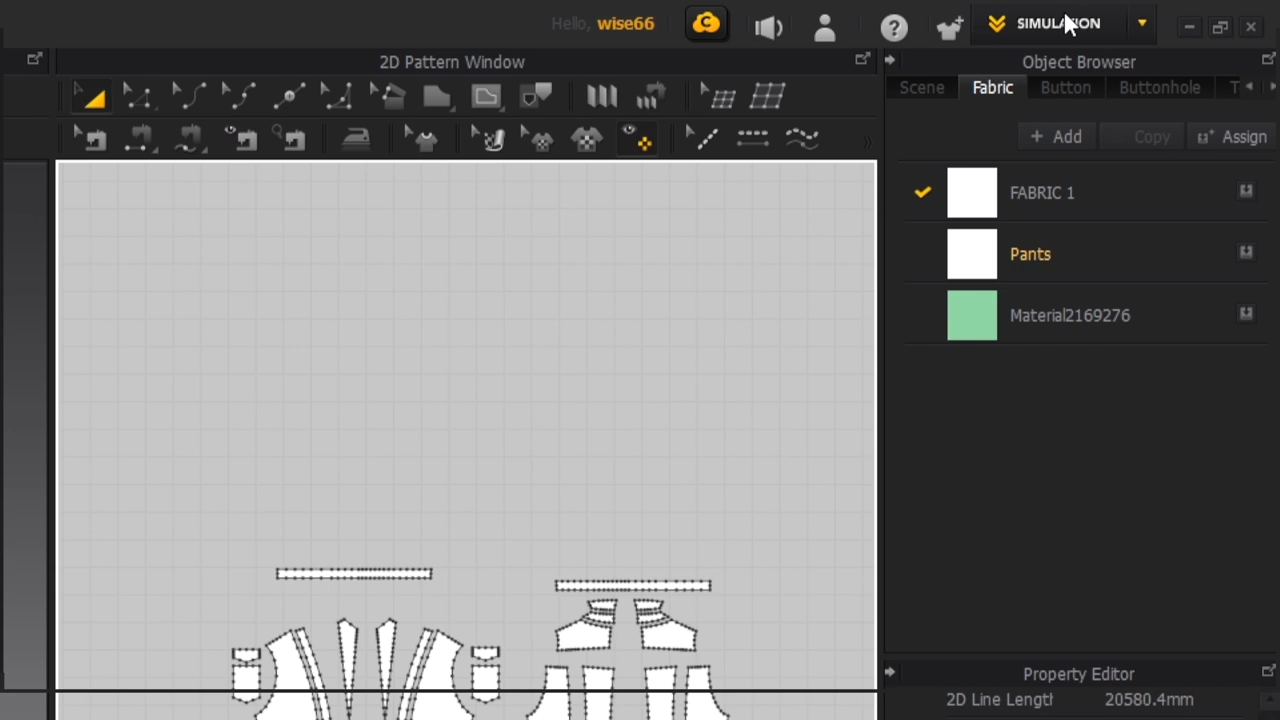 Hello, wise66
SIMULATION
2D Pattern Window
Object Browser
Scene
Fabric
Button
Buttonhole
T
+ Add
Copy
Assign
FABRIC 1
Pants
Material2169276
Property Editor
2D Line Length
20580.4mm